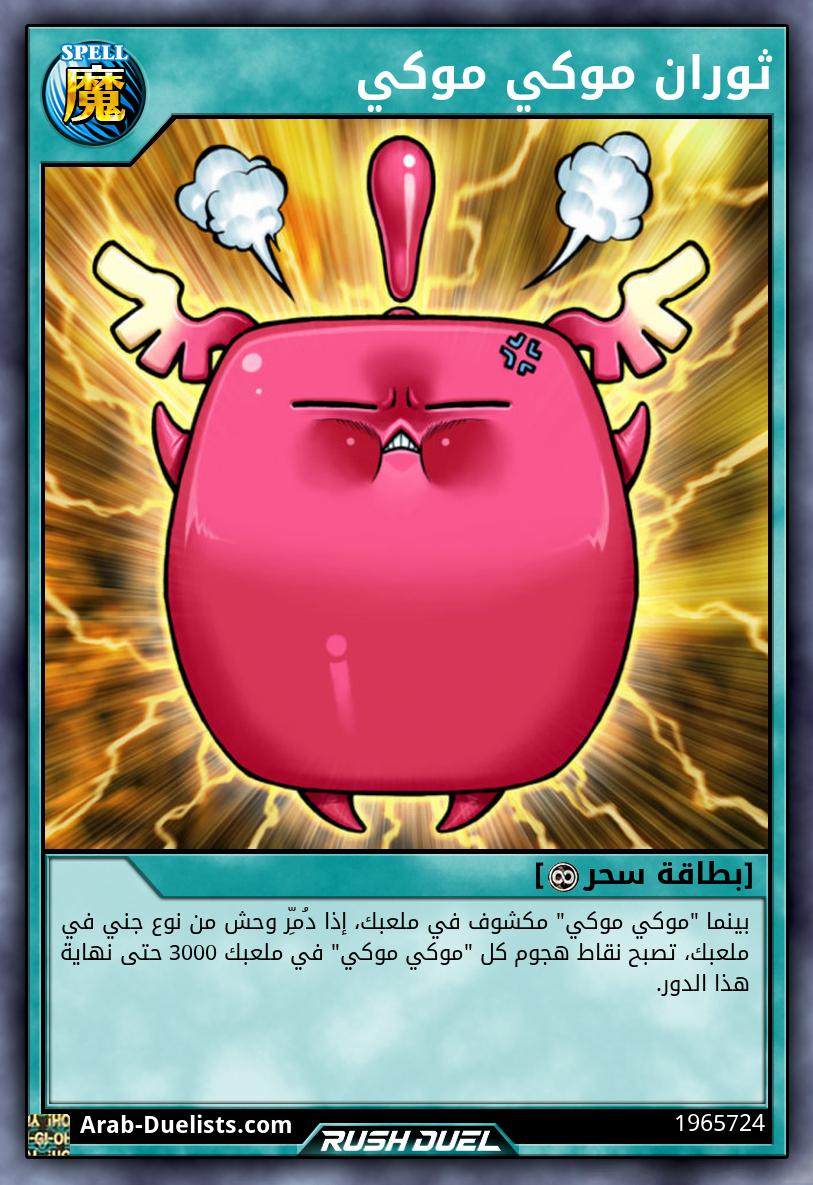 SPELL
魔
ثوران موكي موكي
[بطاقة سحر♾]
بينما "موكي موكي" مكشوف في ملعبك، إذا دُمّرِ وحش من نوع جني في
ملعبك، تصبح نقاط هجوم كل "موكي موكي" في ملعبك 3000 حتى نهاية
هذا الدور.
Arab-Duelists.com
RUSH DUEL
1965724